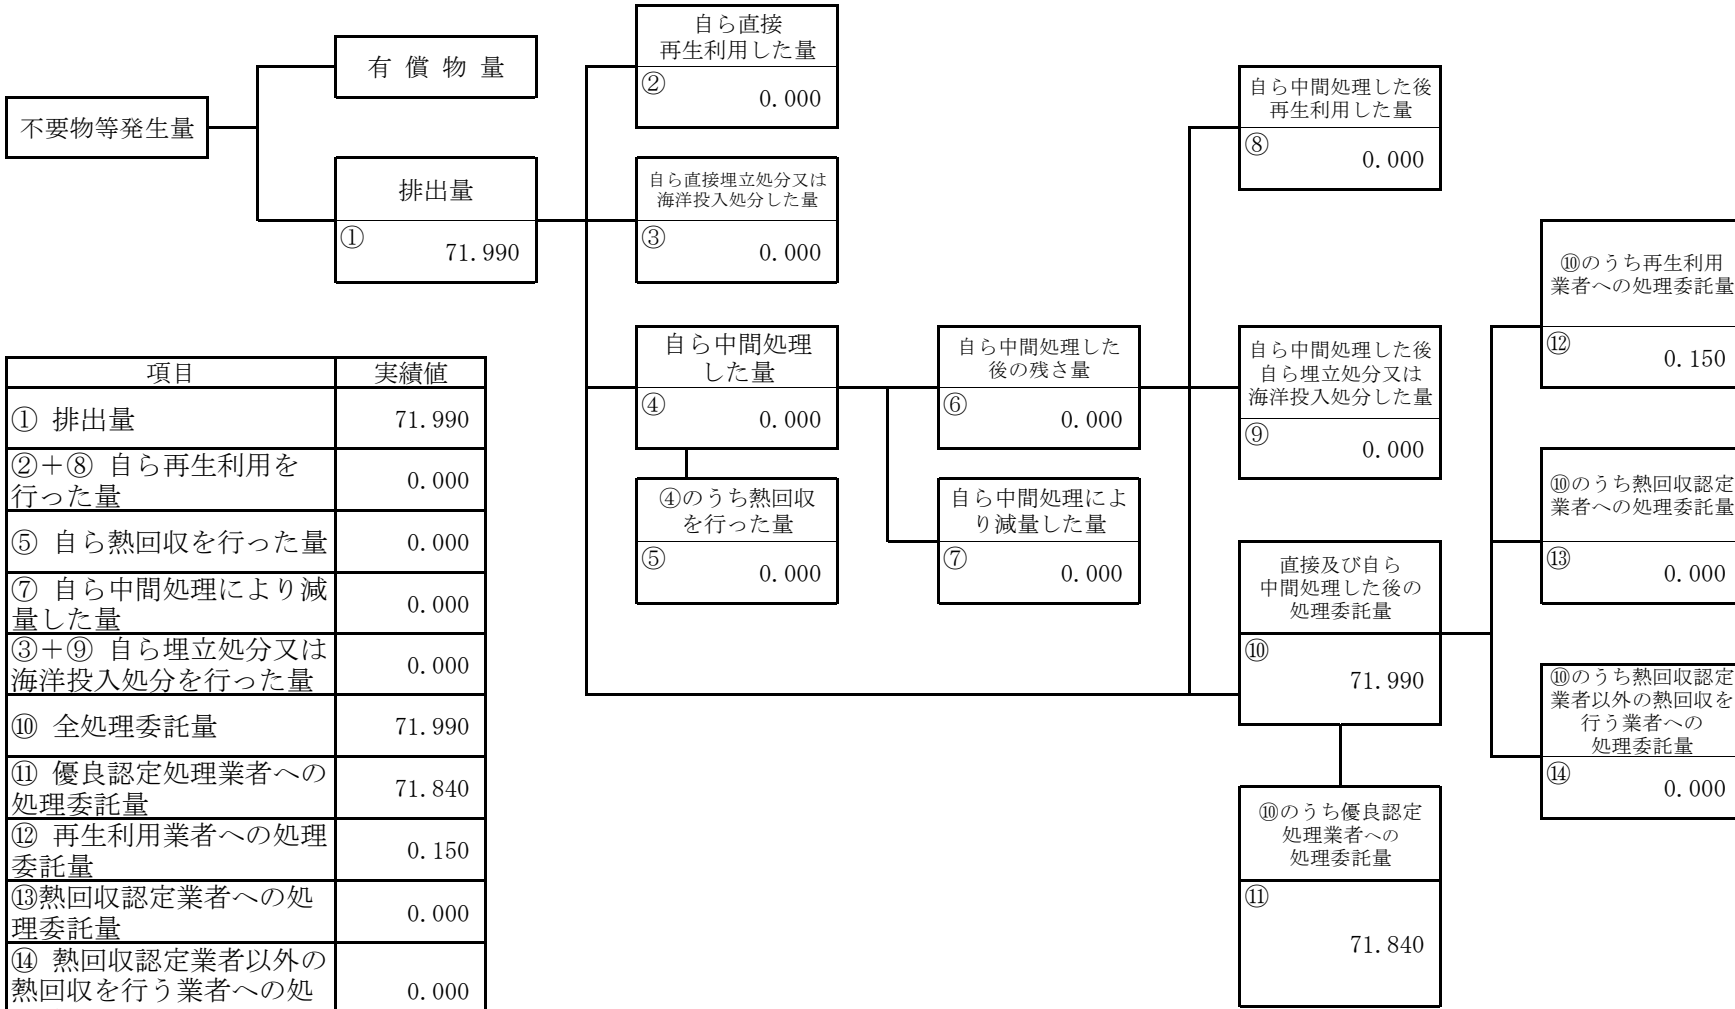 不要物等発生量
有 償 物 量
排出量
①
71.990
自ら直接
再生利用した量
②
0.000
自ら直接埋立処分又は
海洋投入処分した量
③
0.000
自ら中間処理
した量
④
0.000
④のうち熱回収
を行った量
⑤
0.000
自ら中間処理した
後の残さ量
⑥
0.000
自ら中間処理によ
り減量した量
⑦
0.000
自ら中間処理した後
再生利用した量
⑧
0.000
自ら中間処理した後
自ら埋立処分又は
海洋投入処分した量
⑨
0.000
直接及び自ら
中間処理した後の
処理委託量
⑩
71.990
⑩のうち優良認定
処理業者への
処理委託量
⑪
71.840
⑩のうち再生利用
業者への処理委託量
⑫
0.150
⑩のうち熱回収認定
業者への処理委託量
⑬
0.000
⑩のうち熱回収認定
業者以外の熱回収を
行う業者への
処理委託量
⑭
0.000
項目 実績値
① 排出量 71.990
②+⑧ 自ら再生利用を
行った量 0.000
⑤ 自ら熱回収を行った量 0.000
⑦ 自ら中間処理により減
量した量 0.000
③+⑨ 自ら埋立処分又は
海洋投入処分を行った量 0.000
⑩ 全処理委託量 71.990
⑪ 優良認定処理業者への
処理委託量 71.840
⑫ 再生利用業者への処理
委託量 0.150
⑬熱回収認定業者への処
理委託量 0.000
⑭ 熱回収認定業者以外の
熱回収を行う業者への処 0.000